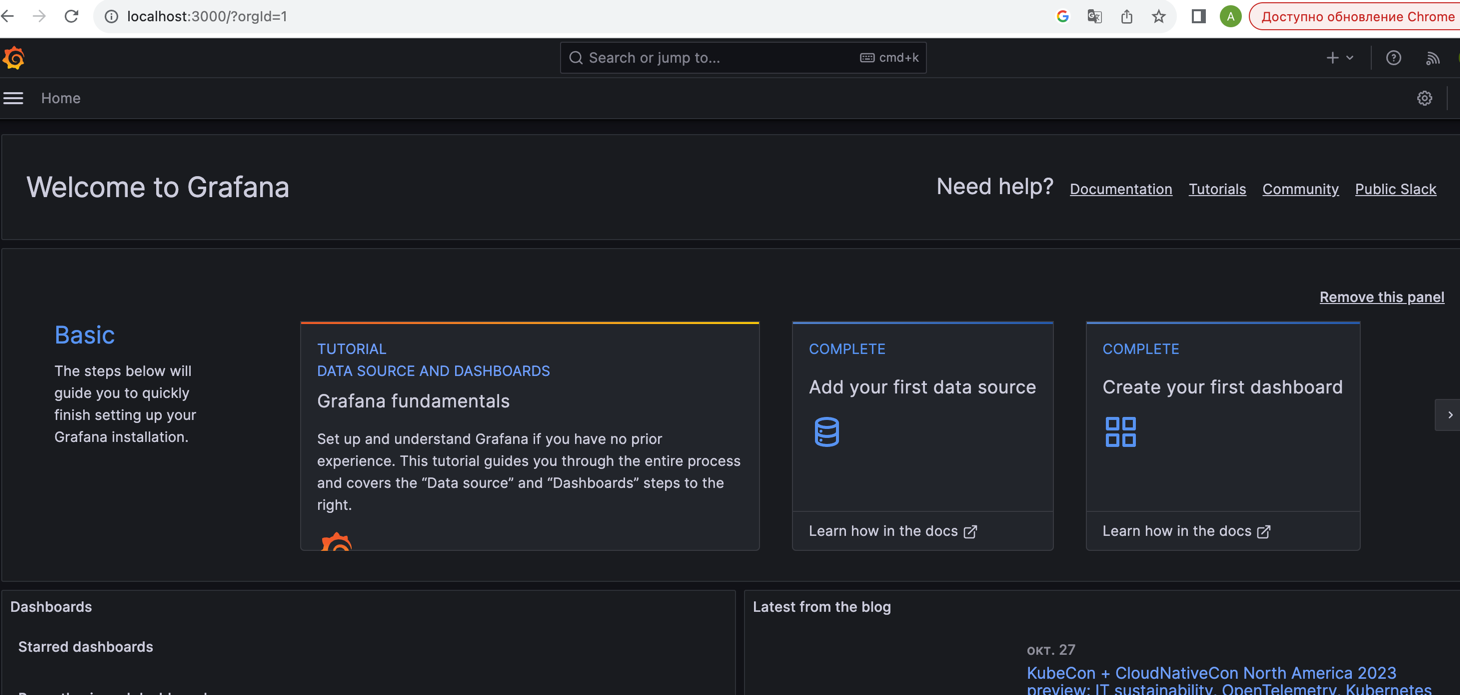 localhost:3000/?orgId=1
A
Доступно обновление Chrome
Search or jump to...
cmd+k
Home
Welcome to Grafana
Need help?
Documentation
Tutorials
Community
Public Slack
Remove this panel
Basic
The steps below will
guide you to quickly
finish setting up your
Grafana installation.
TUTORIAL
DATA SOURCE AND DASHBOARDS
Grafana fundamentals
Set up and understand Grafana if you have no prior
experience. This tutorial guides you through the entire process
and covers the “Data source” and “Dashboards” steps to the
right.
COMPLETE
Add your first data source
Learn how in the docs
COMPLETE
Create your first dashboard
Learn how in the docs
Dashboards
Starred dashboards
Latest from the blog
окт. 27
KubeCon + CloudNativeCon North America 2023
preview: IT sustainability, OpenTelemetry, Kubernetes